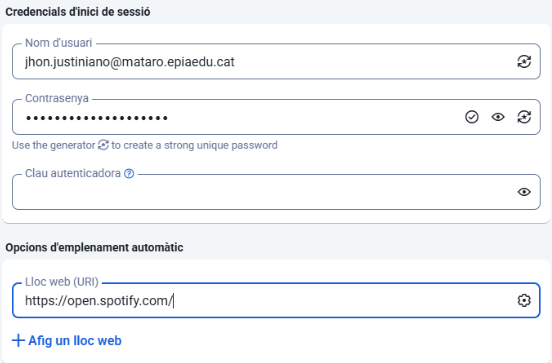 Credencials d'inici de sessió
Nom d'usuari
jhon.justiniano@mataro.epiaedu.cat
Contrasenya
••••••••••••••••••••
Use the generator to create a strong unique password
Clau autenticadora
Opcions d'emplenament automàtic
Lloc web (URI)
https://open.spotify.com/
Afig un lloc web